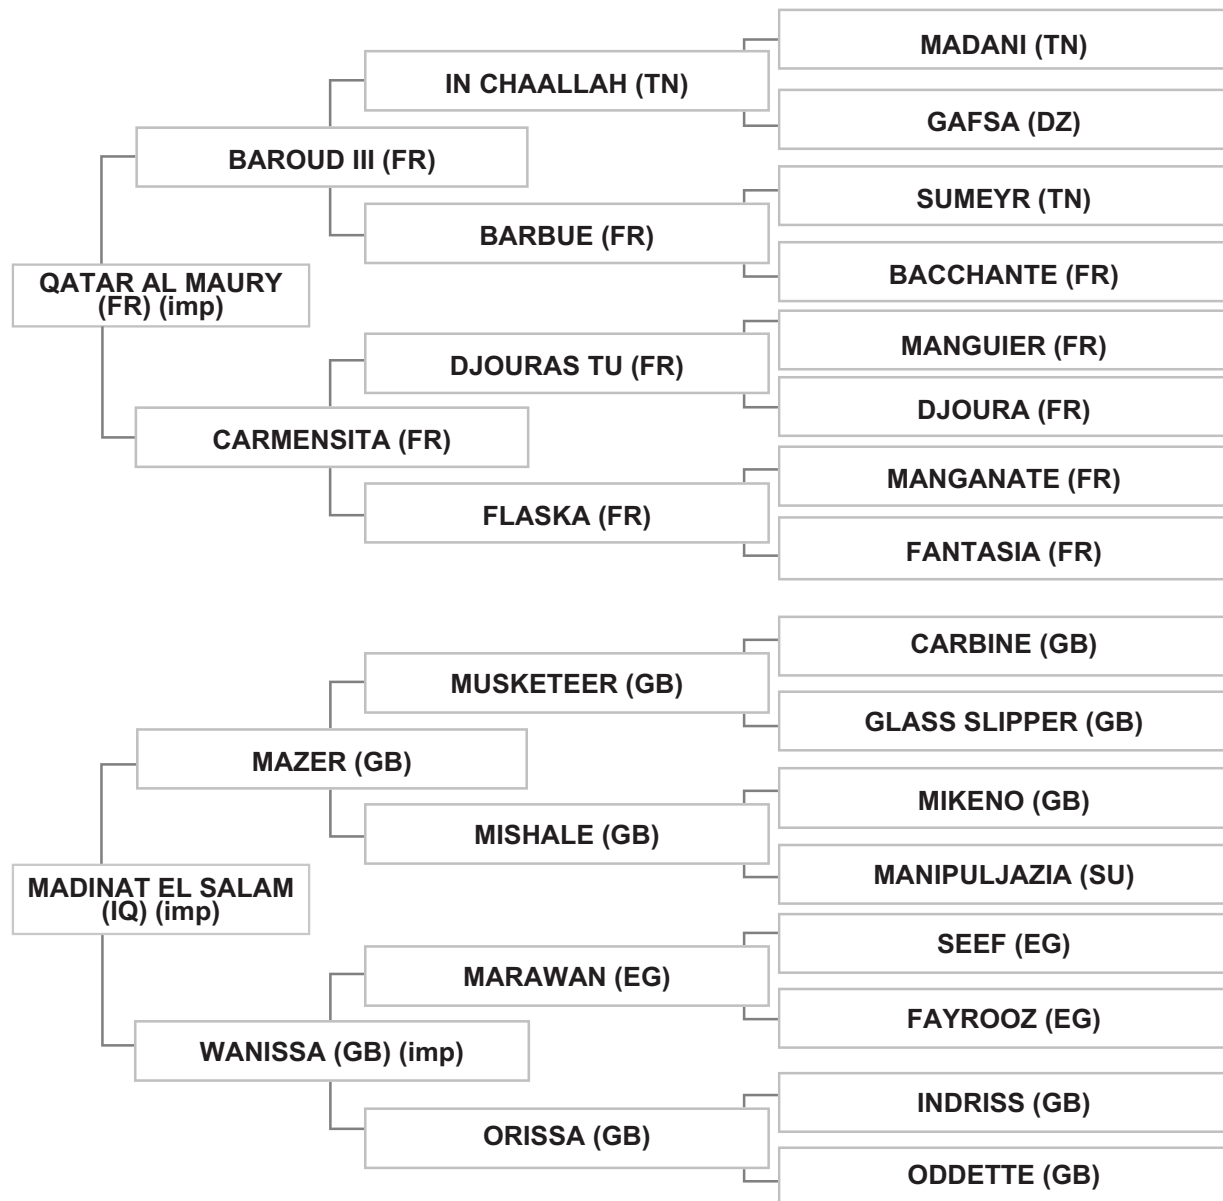 MADANI (TN)
IN CHAALLAH (TN)
GAFSA (DZ)
BAROUD III (FR)
SUMEYR (TN)
BARBUE (FR)
BACCHANTE (FR)
QATAR AL MAURY
(FR) (imp)
MANGUIER (FR)
DJOURAS TU (FR)
DJOURA (FR)
CARMENSITA (FR)
MANGANATE (FR)
FLASKA (FR)
FANTASIA (FR)
CARBINE (GB)
MUSKETEER (GB)
GLASS SLIPPER (GB)
MAZER (GB)
MIKENO (GB)
MISHALE (GB)
MANIPULJAZIA (SU)
MADINAT EL SALAM
(IQ) (imp)
SEEF (EG)
MARAWAN (EG)
FAYROOZ (EG)
WANISSA (GB) (imp)
INDRISS (GB)
ORISSA (GB)
ODDETTE (GB)